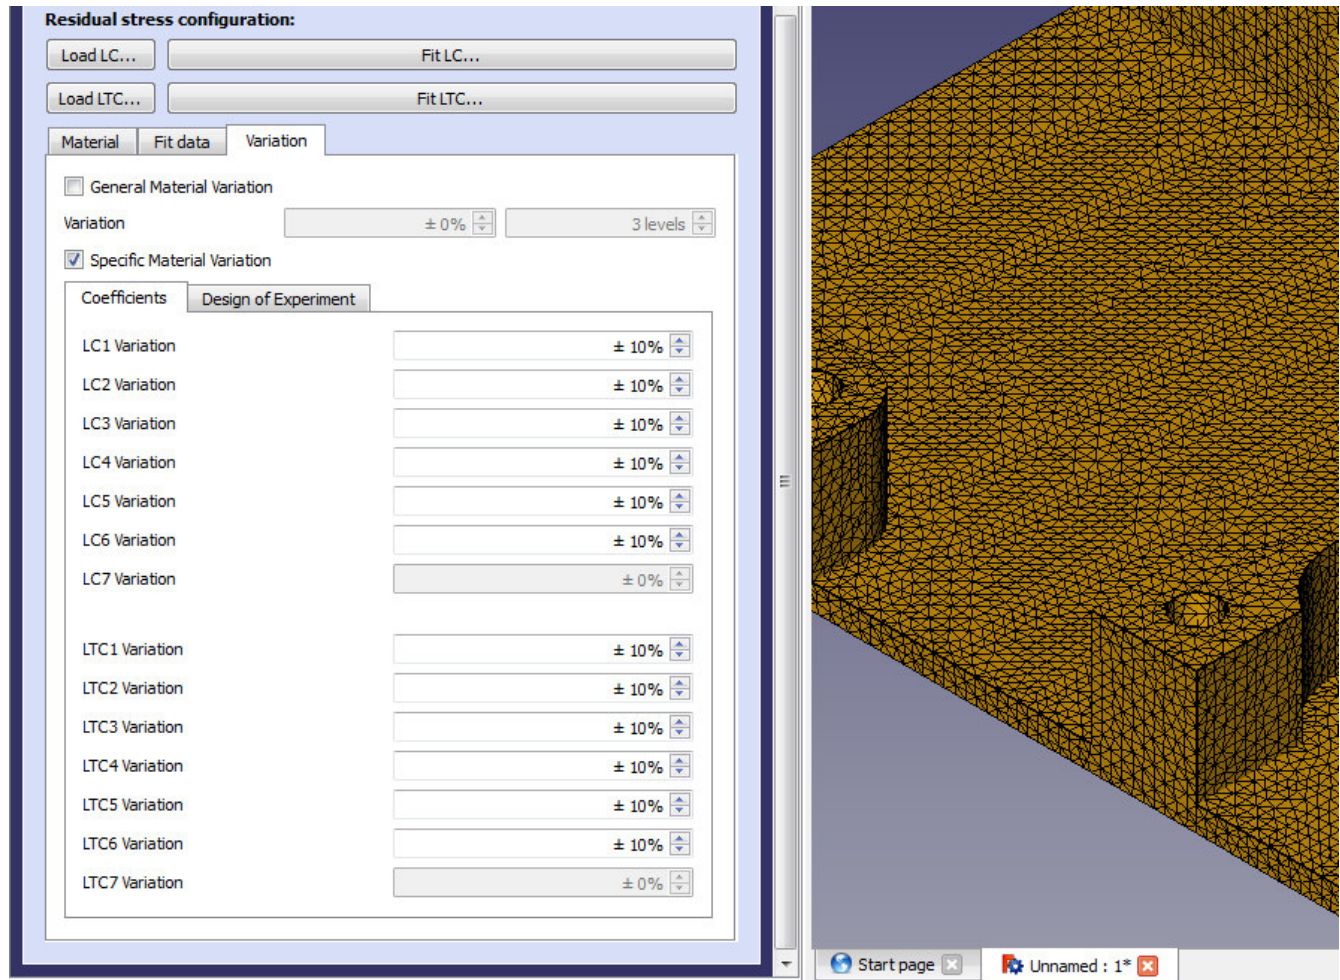 Residual stress configuration:
Load LC... Fit LC...
Load LTC... Fit LTC...
Material Fit data Variation
General Material Variation
Variation ± 0% 3 levels
Specific Material Variation
Coefficients Design of Experiment
LC1 Variation ± 10%
LC2 Variation ± 10%
LC3 Variation ± 10%
LC4 Variation ± 10%
LC5 Variation ± 10%
LC6 Variation ± 10%
LC7 Variation ± 0%
LTC1 Variation ± 10%
LTC2 Variation ± 10%
LTC3 Variation ± 10%
LTC4 Variation ± 10%
LTC5 Variation ± 10%
LTC6 Variation ± 10%
LTC7 Variation ± 0%
Start page Unnamed : 1*